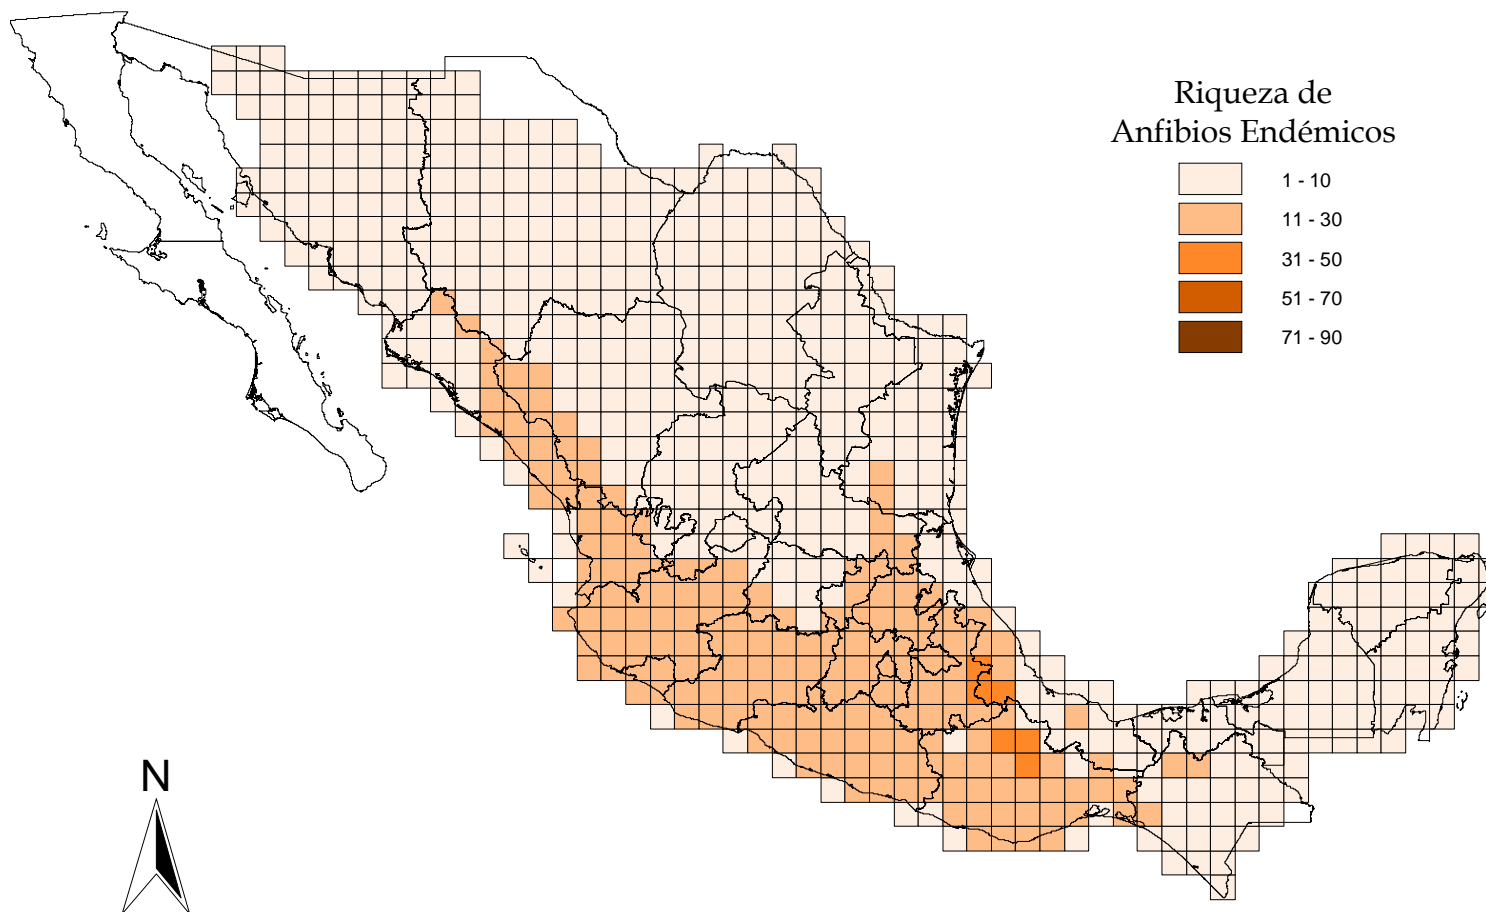 Riqueza de
Anfibios Endémicos
1 - 10
11 - 30
31 - 50
51 - 70
71 - 90
N